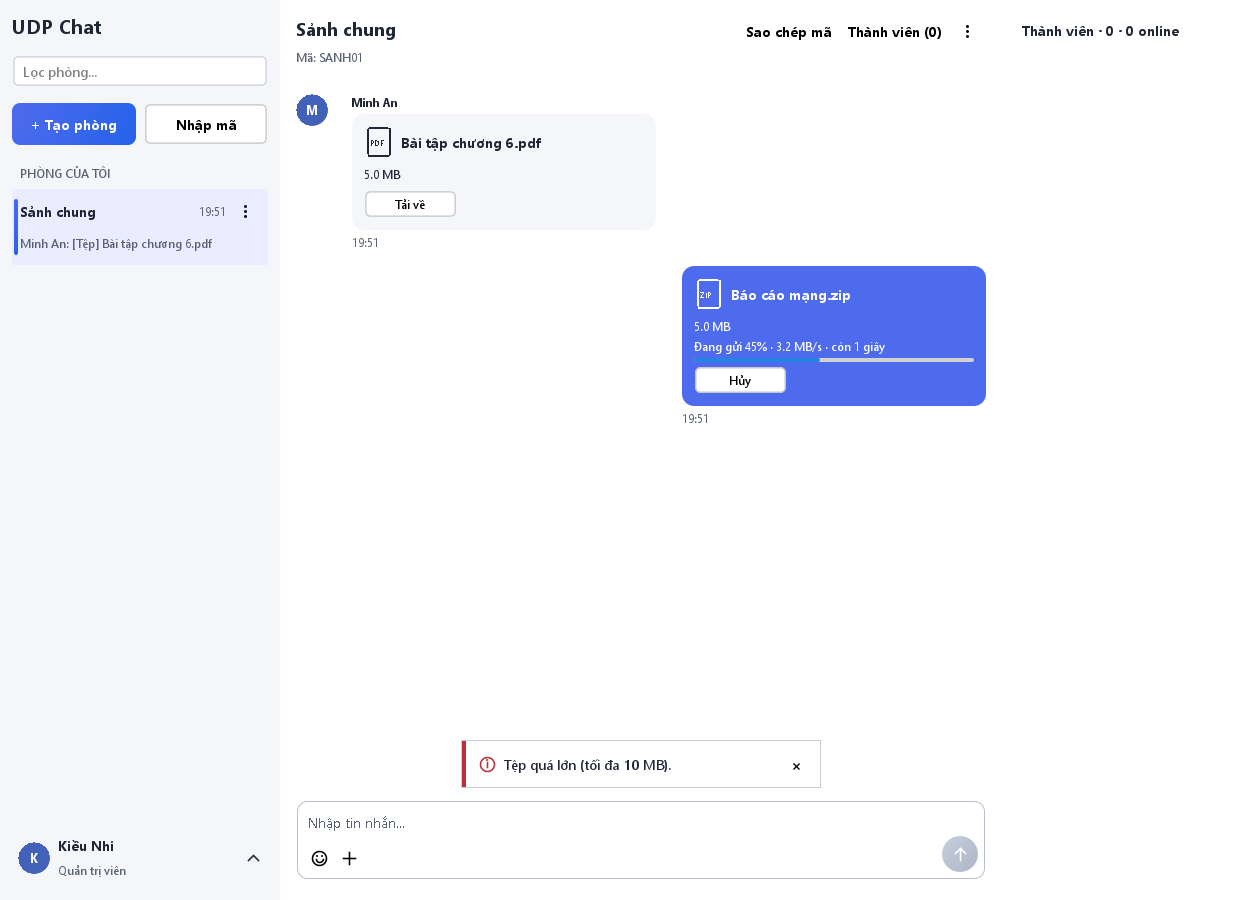 UDP Chat
Lọc phòng...
+ Tạo phòng
Nhập mã
PHÒNG CỦA TÔI
Sảnh chung
19:51
Minh An: [Tệp] Bài tập chương 6.pdf
Kiều Nhi
Quản trị viên
Sảnh chung
Mã: SANH01
Sao chép mã
Thành viên (0)
M
Minh An
PDF
Bài tập chương 6.pdf
5.0 MB
Tải về
19:51
ZIP
Báo cáo mạng.zip
5.0 MB
Đang gửi 45% · 3.2 MB/s · còn 1 giây
Hủy
19:51
Tệp quá lớn (tối đa 10 MB).
×
Nhập tin nhắn...
K
Thành viên · 0 · 0 online